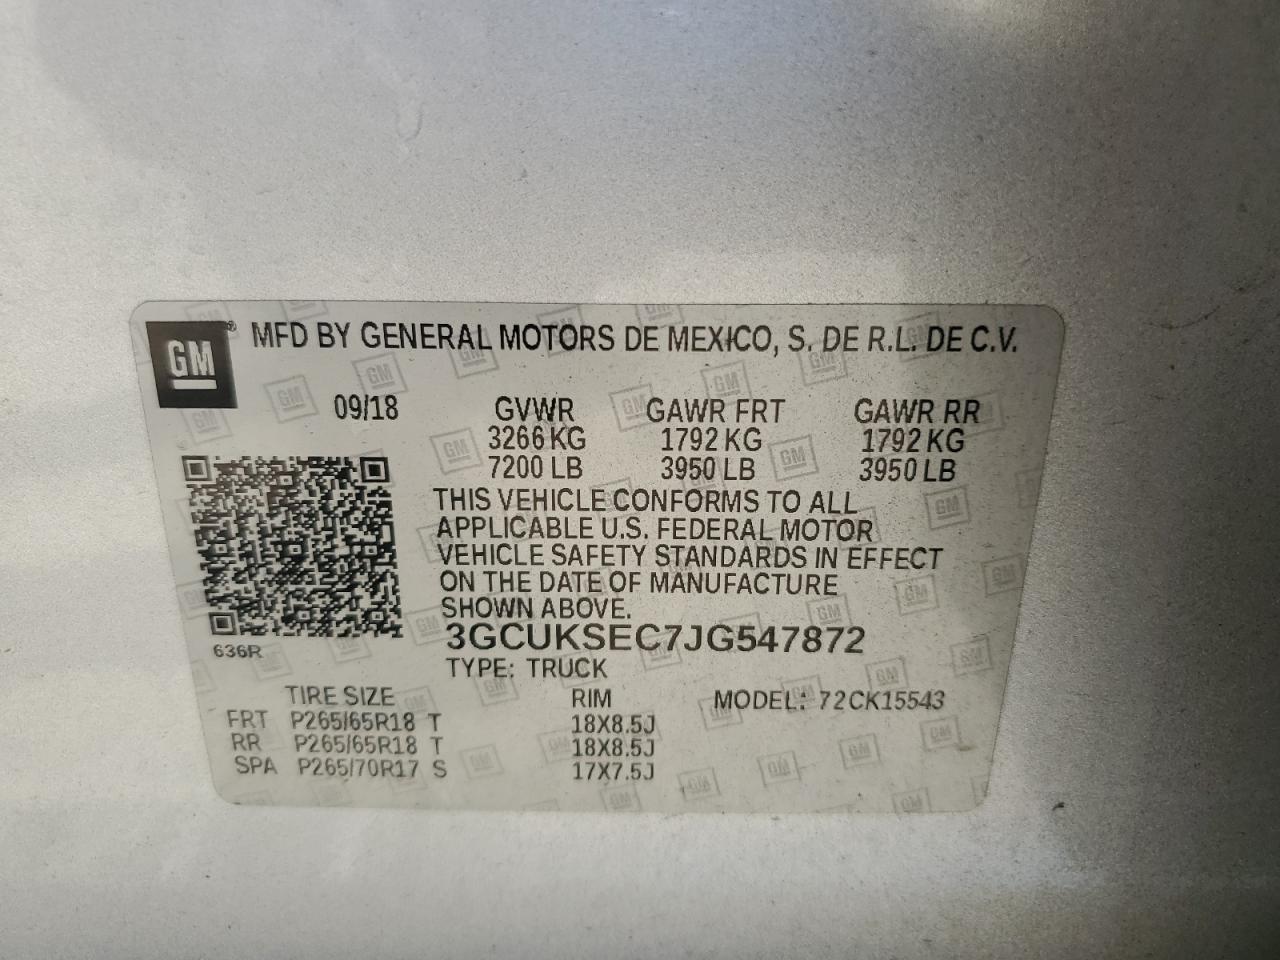 GM
MFD BY GENERAL MOTORS DE MEXICO, S. DE R.L. DE C.V.
09/18 GVWR GAWR FRT GAWR RR
3266 KG 1792 KG 1792 KG
7200 LB 3950 LB 3950 LB
THIS VEHICLE CONFORMS TO ALL
APPLICABLE U.S. FEDERAL MOTOR
VEHICLE SAFETY STANDARDS IN EFFECT
ON THE DATE OF MANUFACTURE
SHOWN ABOVE.
3GCUKSEC7JG547872
636R
TYPE: TRUCK
TIRE SIZE RIM MODEL: 72CK15543
FRT P265/65R18 T 18X8.5J
RR P265/65R18 T 18X8.5J
SPA P265/70R17 S 17X7.5J